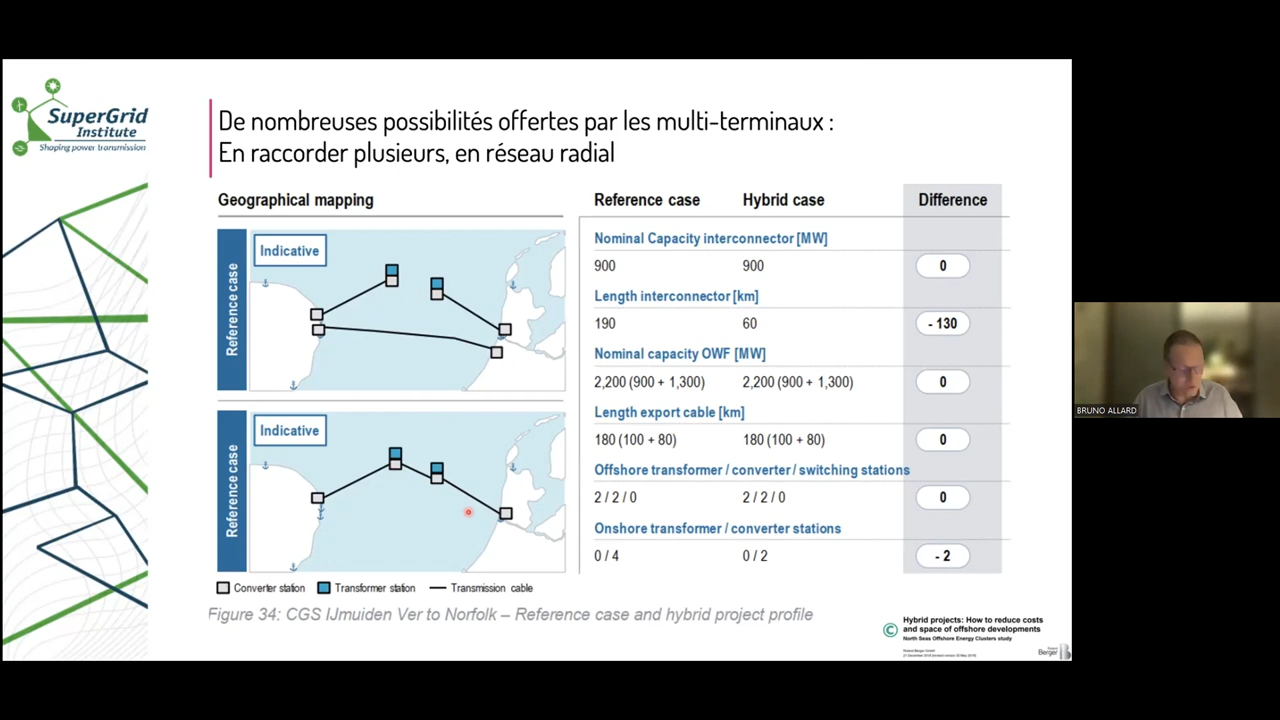 SuperGrid
Institute
Shaping power transmission
De nombreuses possibilités offertes par les multi-terminaux :
En raccorder plusieurs, en réseau radial
Geographical mapping
Reference case
Hybrid case
Difference
Reference case
Indicative
Nominal Capacity interconnector [MW]
900
900
0
Length interconnector [km]
190
60
- 130
Nominal capacity OWF [MW]
2,200 (900 + 1,300)
2,200 (900 + 1,300)
0
Reference case
Indicative
Length export cable [km]
180 (100 + 80)
180 (100 + 80)
0
Offshore transformer / converter / switching stations
2 / 2 / 0
2 / 2 / 0
0
Onshore transformer / converter stations
0 / 4
0 / 2
- 2
Converter station
Transformer station
Transmission cable
Figure 34: CGS IJmuiden Ver to Norfolk – Reference case and hybrid project profile
C
Hybrid projects: How to reduce costs
and space of offshore developments
North Seas Offshore Energy Clusters study
Roland
Berger
B
BRUNO ALLARD